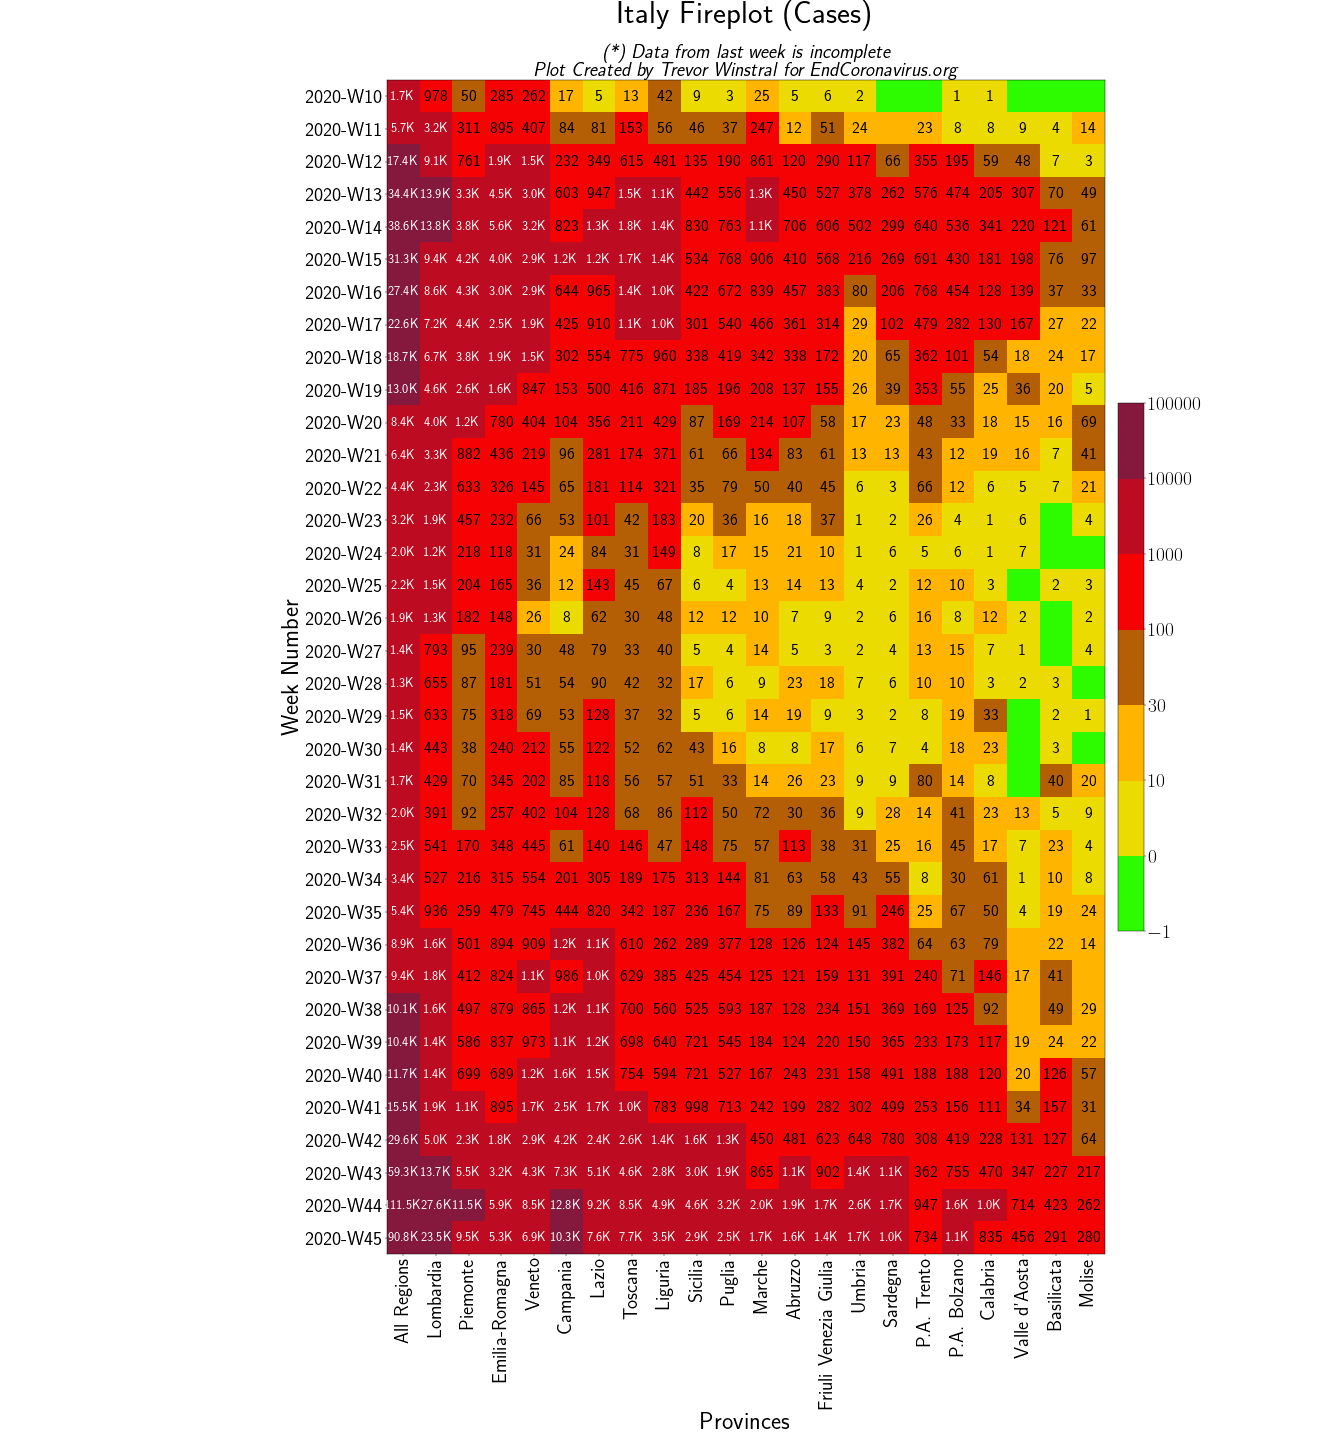 Italy Fireplot (Cases)
(*) Data from last week is incomplete
Plot Created by Trevor Winstral for EndCoronavirus.org
2020-W10 1.7K 978 50 285 262 17 5 13 42 9 3 25 5 6 2 1 1
2020-W11 5.7K 3.2K 311 895 407 84 81 153 56 46 37 247 12 51 24 23 8 8 9 4 14
2020-W12 17.4K 9.1K 761 1.9K 1.5K 232 349 615 481 135 190 861 120 290 117 66 355 195 59 48 7 3
2020-W13 34.4K 13.9K 3.3K 4.5K 3.0K 603 947 1.5K 1.1K 442 556 1.3K 450 527 378 262 576 474 205 307 70 49
2020-W14 38.6K 13.8K 3.8K 5.6K 3.2K 823 1.3K 1.8K 1.4K 830 763 1.1K 706 606 502 299 640 536 341 220 121 61
2020-W15 31.3K 9.4K 4.2K 4.0K 2.9K 1.2K 1.2K 1.7K 1.4K 534 768 906 410 568 216 269 691 430 181 198 76 97
2020-W16 27.4K 8.6K 4.3K 3.0K 2.9K 644 965 1.4K 1.0K 422 672 839 457 383 80 206 768 454 128 139 37 33
2020-W17 22.6K 7.2K 4.4K 2.5K 1.9K 425 910 1.1K 1.0K 301 540 466 361 314 29 102 479 282 130 167 27 22
2020-W18 18.7K 6.7K 3.8K 1.9K 1.5K 302 554 775 960 338 419 342 338 172 20 65 362 101 54 18 24 17
2020-W19 13.0K 4.6K 2.6K 1.6K 847 153 500 416 871 185 196 208 137 155 26 39 353 55 25 36 20 5
2020-W20 8.4K 4.0K 1.2K 780 404 104 356 211 429 87 169 214 107 58 17 23 48 33 18 15 16 69
2020-W21 6.4K 3.3K 882 436 219 96 281 174 371 61 66 134 83 61 13 13 43 12 19 16 7 41
2020-W22 4.4K 2.3K 633 326 145 65 181 114 321 35 79 50 40 45 6 3 66 12 6 5 7 21
2020-W23 3.2K 1.9K 457 232 66 53 101 42 183 20 36 16 18 37 1 2 26 4 1 6 4
2020-W24 2.0K 1.2K 218 118 31 24 84 31 149 8 17 15 21 10 1 6 5 6 1 7
2020-W25 2.2K 1.5K 204 165 36 12 143 45 67 6 4 13 14 13 4 2 12 10 3 2 3
2020-W26 1.9K 1.3K 182 148 26 8 62 30 48 12 12 10 7 9 2 6 16 8 12 2 2
2020-W27 1.4K 793 95 239 30 48 79 33 40 5 4 14 5 3 2 4 13 15 7 1 4
2020-W28 1.3K 655 87 181 51 54 90 42 32 17 6 9 23 18 7 6 10 10 3 2 3
2020-W29 1.5K 633 75 318 69 53 128 37 32 5 6 14 19 9 3 2 8 19 33 2 1
2020-W30 1.4K 443 38 240 212 55 122 52 62 43 16 8 8 17 6 7 4 18 23 3
2020-W31 1.7K 429 70 345 202 85 118 56 57 51 33 14 26 23 9 9 80 14 8 40 20
2020-W32 2.0K 391 92 257 402 104 128 68 86 112 50 72 30 36 9 28 14 41 23 13 5 9
2020-W33 2.5K 541 170 348 445 61 140 146 47 148 75 57 113 38 31 25 16 45 17 7 23 4
2020-W34 3.4K 527 216 315 554 201 305 189 175 313 144 81 63 58 43 55 8 30 61 1 10 8
2020-W35 5.4K 936 259 479 745 444 820 342 187 236 167 75 89 133 91 246 25 67 50 4 19 24
2020-W36 8.9K 1.6K 501 894 909 1.2K 1.1K 610 262 289 377 128 126 124 145 382 64 63 79 22 14
2020-W37 9.4K 1.8K 412 824 1.1K 986 1.0K 629 385 425 454 125 121 159 131 391 240 71 146 17 41
2020-W38 10.1K 1.6K 497 879 865 1.2K 1.1K 700 560 525 593 187 128 234 151 369 169 125 92 49 29
2020-W39 10.4K 1.4K 586 837 973 1.1K 1.2K 698 640 721 545 184 124 220 150 365 233 173 117 19 24 22
2020-W40 11.7K 1.4K 699 689 1.2K 1.6K 1.5K 754 594 721 527 167 243 231 158 491 188 188 120 20 126 57
2020-W41 15.5K 1.9K 1.1K 895 1.7K 2.5K 1.7K 1.0K 783 998 713 242 199 282 302 499 253 156 111 34 157 31
2020-W42 29.6K 5.0K 2.3K 1.8K 2.9K 4.2K 2.4K 2.6K 1.4K 1.6K 1.3K 450 481 623 648 780 308 419 228 131 127 64
2020-W43 59.3K 13.7K 5.5K 3.2K 4.3K 7.3K 5.1K 4.6K 2.8K 3.0K 1.9K 865 1.1K 902 1.4K 1.1K 362 755 470 347 227 217
2020-W44 111.5K 27.6K 11.5K 5.9K 8.5K 12.8K 9.2K 8.5K 4.9K 4.6K 3.2K 2.0K 1.9K 1.7K 2.6K 1.7K 947 1.6K 1.0K 714 423 262
2020-W45 90.8K 23.5K 9.5K 5.3K 6.9K 10.3K 7.6K 7.7K 3.5K 2.9K 2.5K 1.7K 1.6K 1.4K 1.7K 1.0K 734 1.1K 835 456 291 280
Week Number
All Regions
Lombardia
Piemonte
Emilia-Romagna
Veneto
Campania
Lazio
Toscana
Liguria
Sicilia
Puglia
Marche
Abruzzo
Friuli Venezia Giulia
Umbria
Sardegna
P.A. Trento
P.A. Bolzano
Calabria
Valle d'Aosta
Basilicata
Molise
Provinces
100000
10000
1000
100
30
10
0
−1